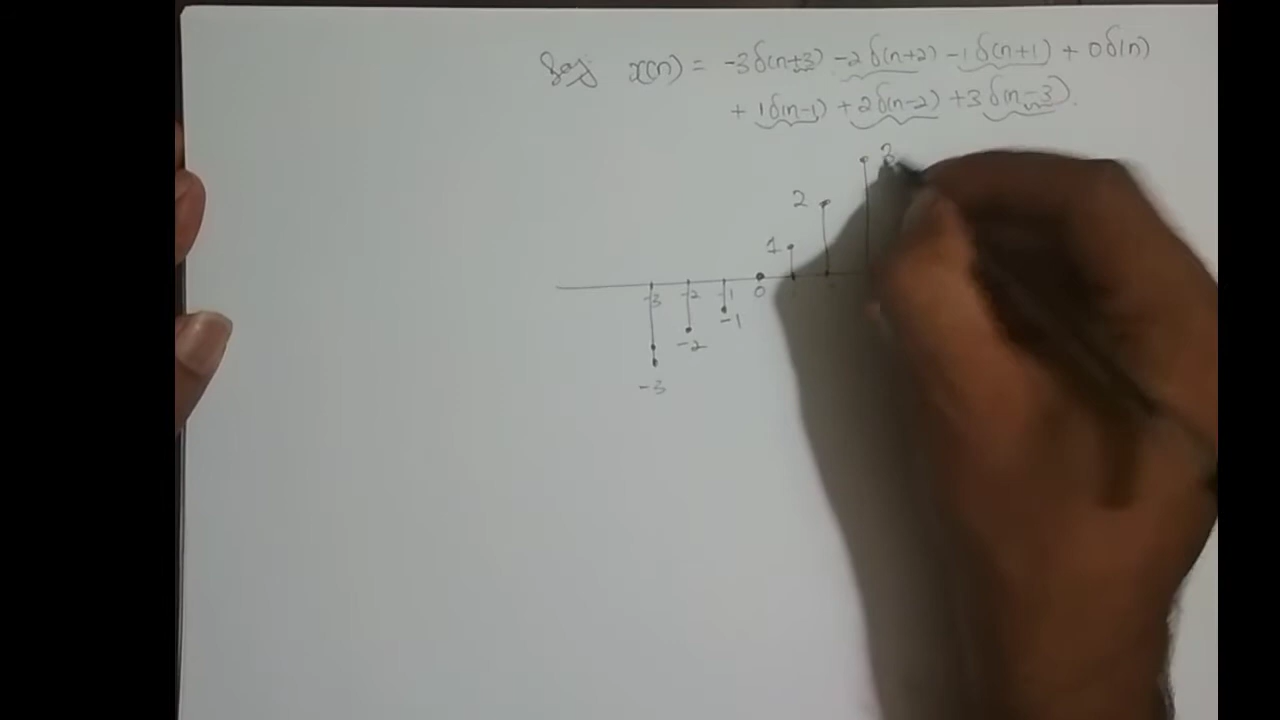 Say x(n) = -3δ(n+3) -2δ(n+2) -1δ(n+1) + 0δ(n)
+ 1δ(n-1) + 2δ(n-2) + 3δ(n-3).
3
2
1
-3 -2 -1 0
-1
-2
-3